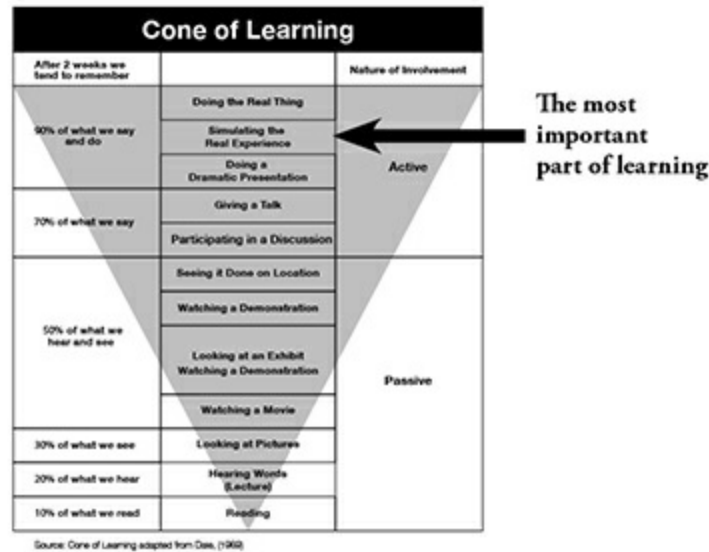 Cone of Learning
After 2 weeks we
tend to remember
Nature of Involvement
90% of what we say
and do
Doing the Real Thing
Simulating the
Real Experience
Doing a
Dramatic Presentation
Active
The most
important
part of learning
70% of what we say
Giving a Talk
Participating in a Discussion
50% of what we
hear and see
Seeing it Done on Location
Watching a Demonstration
Looking at an Exhibit
Watching a Demonstration
Watching a Movie
Passive
30% of what we see
Looking at Pictures
20% of what we hear
Hearing Words
(Lecture)
10% of what we read
Reading
Source: Cone of Learning adapted from Dale, (1969)